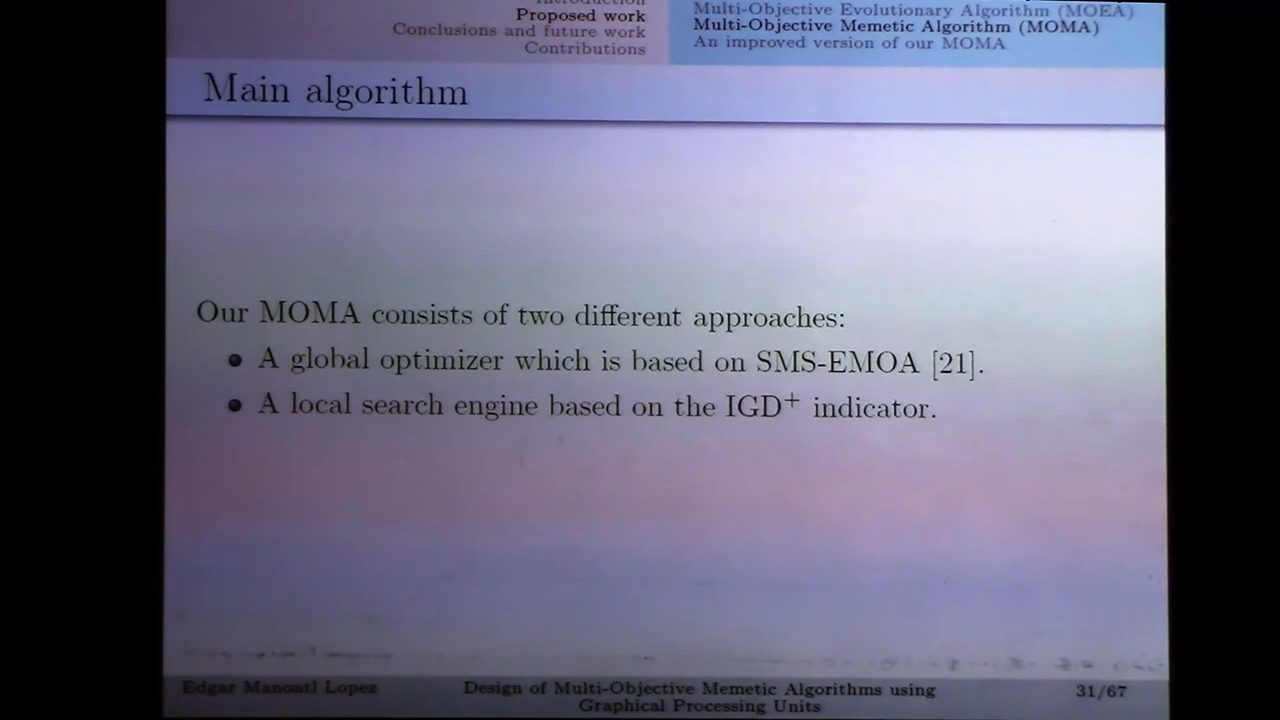 Introduction
Proposed work
Conclusions and future work
Contributions
Multi-Objective Evolutionary Algorithm (MOEA)
Multi-Objective Memetic Algorithm (MOMA)
An improved version of our MOMA
Main algorithm
Our MOMA consists of two different approaches:
A global optimizer which is based on SMS-EMOA [21].
A local search engine based on the IGD⁺ indicator.
Edgar Manoatl Lopez
Design of Multi-Objective Memetic Algorithms using
Graphical Processing Units
31/67